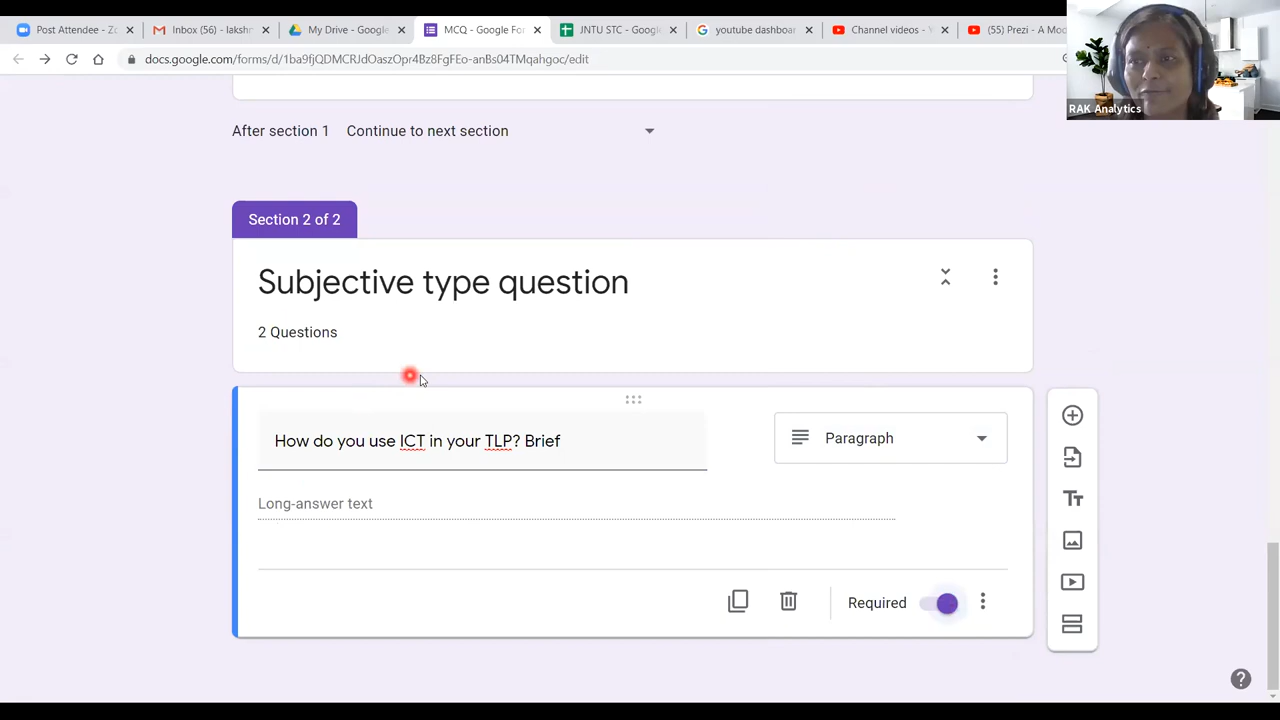 Post Attendee - Zo
Inbox (56) - lakshm
My Drive - Google
MCQ - Google For
JNTU STC - Googl
youtube dashboar
Channel videos - Y
(55) Prezi - A Mod
docs.google.com/forms/d/1ba9fjQDMCRJdOaszOpr4Bz8FgFEo-anBs04TMqahgoc/edit
RAK Analytics
After section 1 Continue to next section
Section 2 of 2
Subjective type question
2 Questions
How do you use ICT in your TLP? Brief
Paragraph
Long-answer text
Required